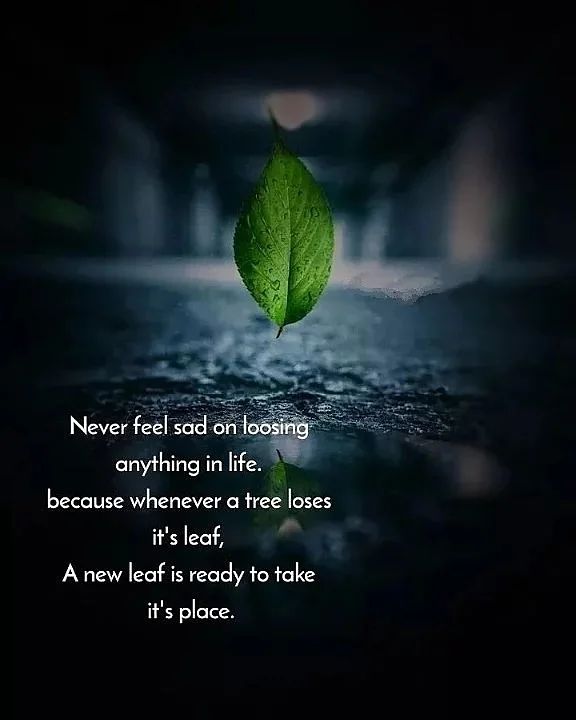 Never feel sad on loosing
anything in life.
because whenever a tree loses
it's leaf,
A new leaf is ready to take
it's place.